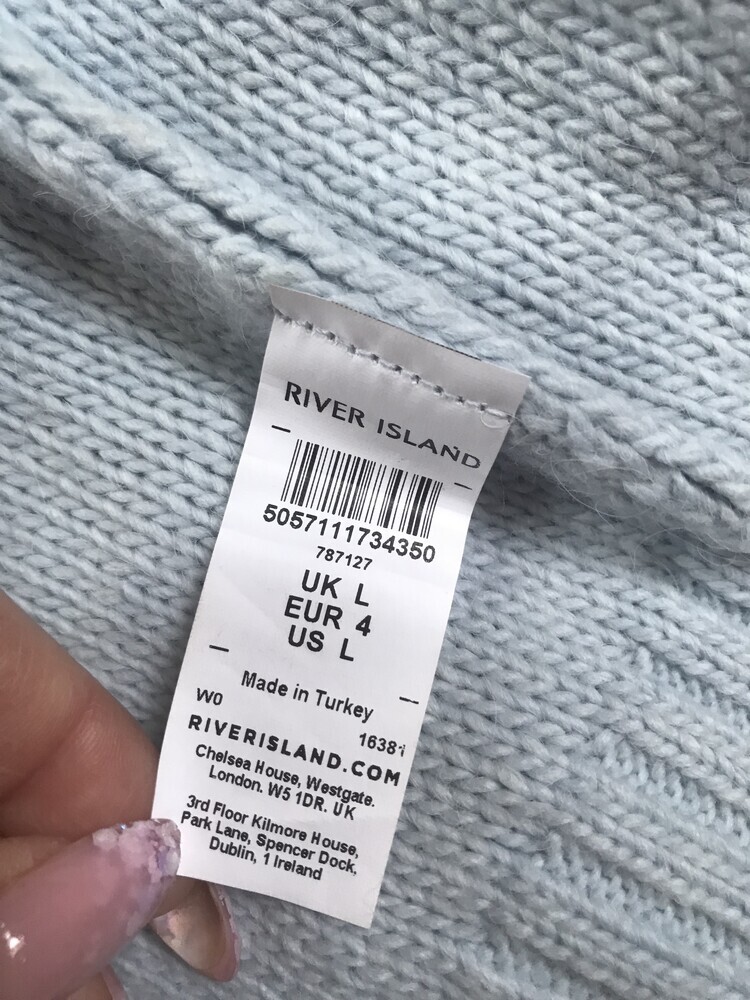 RIVER ISLAND
5057111734350
787127
UK L
EUR 4
US L
Made in Turkey
W0
RIVERISLAND.COM
Chelsea House, Westgate.
London. W5 1DR. UK
3rd Floor Kilmore House,
Park Lane, Spencer Dock,
Dublin, 1 Ireland